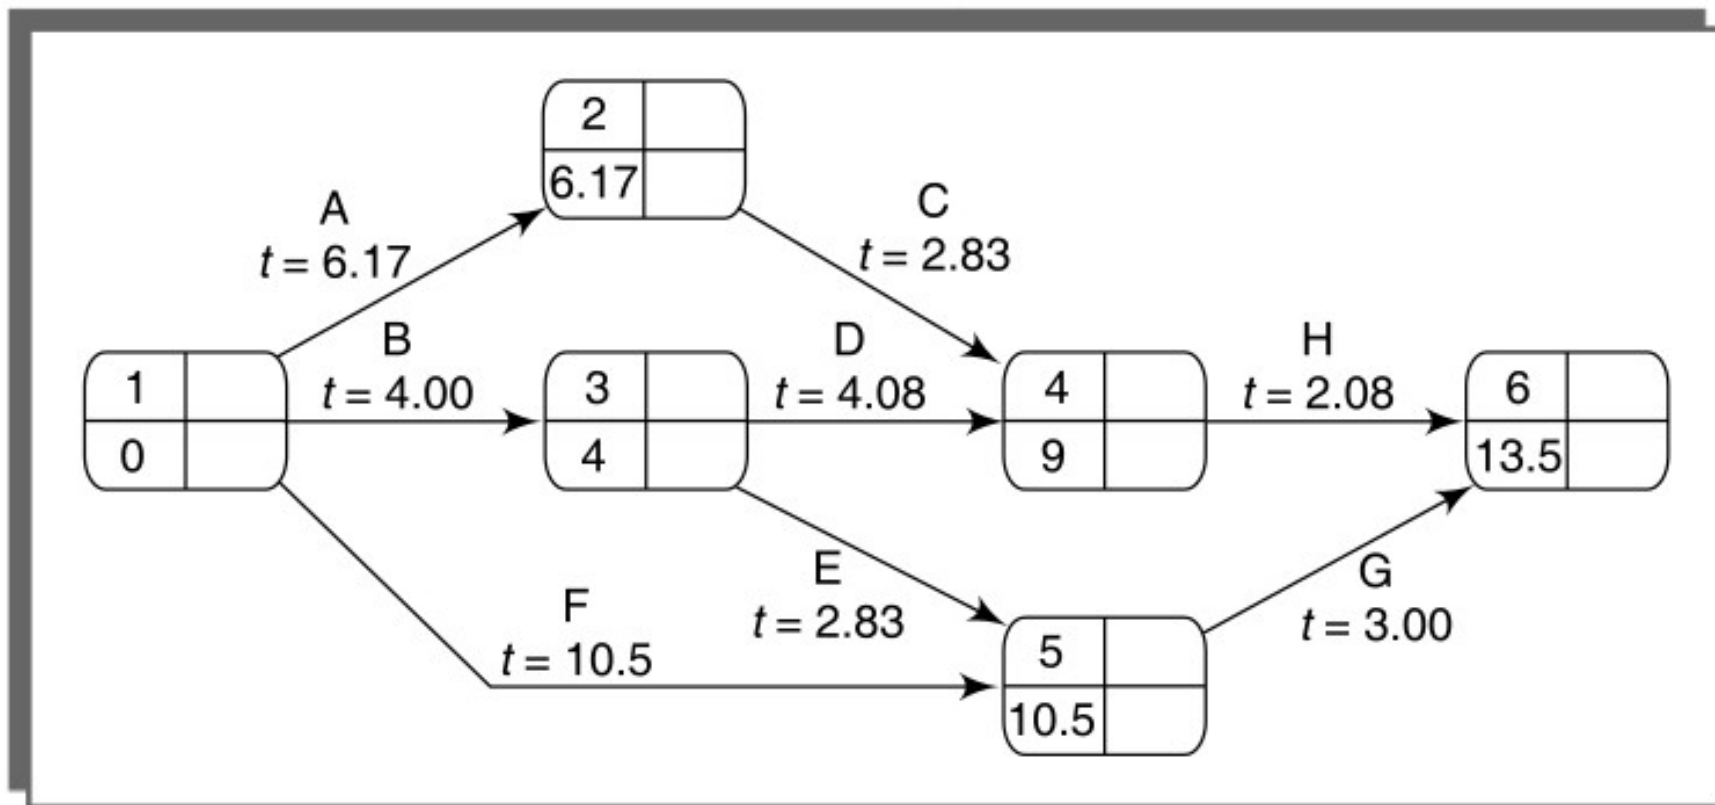 2
6.17
A
t = 6.17
C
t = 2.83
B
t = 4.00
D
t = 4.08
H
t = 2.08
1
0
3
4
4
9
6
13.5
F
t = 10.5
E
t = 2.83
G
t = 3.00
5
10.5